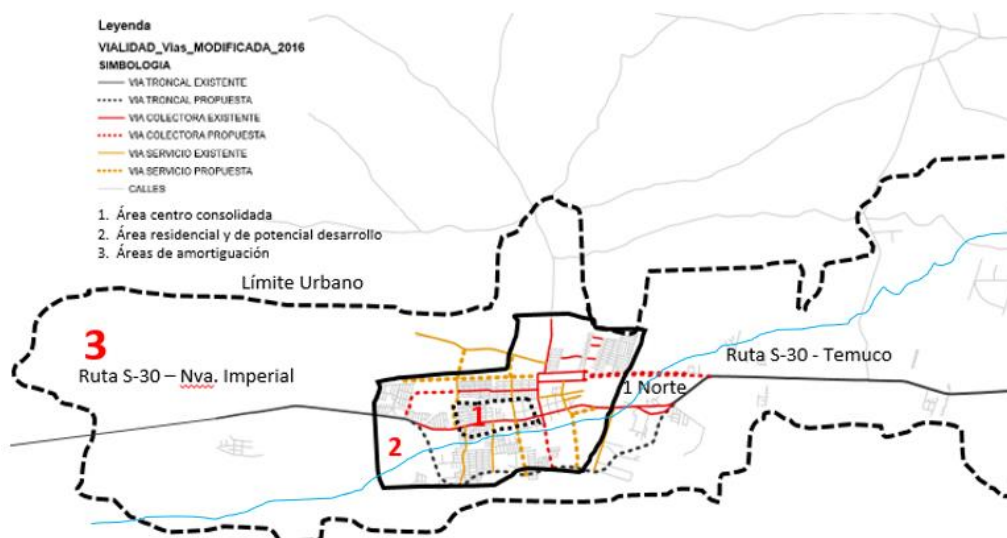 Leyenda
VIALIDAD_Vias_MODIFICADA_2016
SIMBOLOGIA
VIA TRONCAL EXISTENTE
VIA TRONCAL PROPUESTA
VIA COLECTORA EXISTENTE
VIA COLECTORA PROPUESTA
VIA SERVICIO EXISTENTE
VIA SERVICIO PROPUESTA
CALLES
1. Área centro consolidada
2. Área residencial y de potencial desarrollo
3. Áreas de amortiguación
Límite Urbano
3
Ruta S-30 – Nva. Imperial
Ruta S-30 - Temuco
1 Norte
1
2